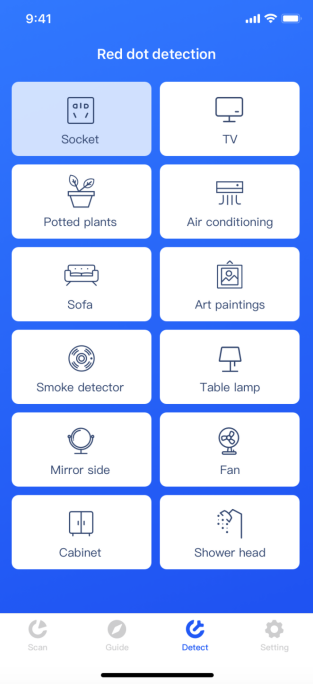 9:41
Red dot detection
Socket
TV
Potted plants
Air conditioning
Sofa
Art paintings
Smoke detector
Table lamp
Mirror side
Fan
Cabinet
Shower head
Scan
Guide
Detect
Setting